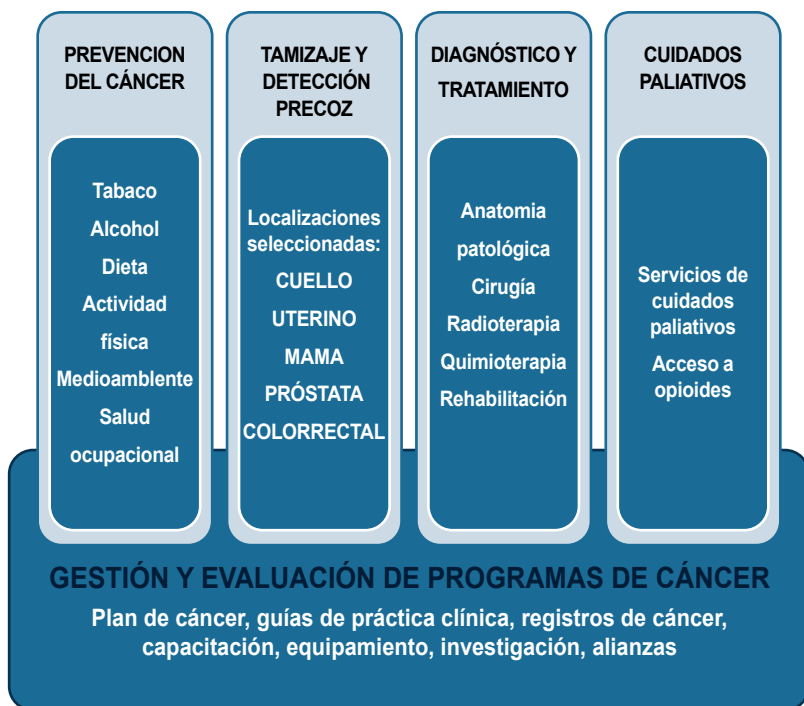 PREVENCION
DEL CÁNCER
Tabaco
Alcohol
Dieta
Actividad
física
Medioamblente
Salud
ocupacional
TAMIZAJE Y
DETECCIÓN
PRECOZ
Localizaciones
seleccionadas:
CUELLO
UTERINO
MAMA
PRÓSTATA
COLORRECTAL
DIAGNÓSTICO Y
TRATAMIENTO
Anatomia
patológica
Cirugía
Radioterapia
Quimioterapia
Rehabilitación
CUIDADOS
PALIATIVOS
Servicios de
cuidados
paliativos
Acceso a
opioides
GESTIÓN Y EVALUACIÓN DE PROGRAMAS DE CÁNCER
Plan de cáncer, guías de práctica clínica, registros de cáncer,
capacitación, equipamiento, investigación, alianzas